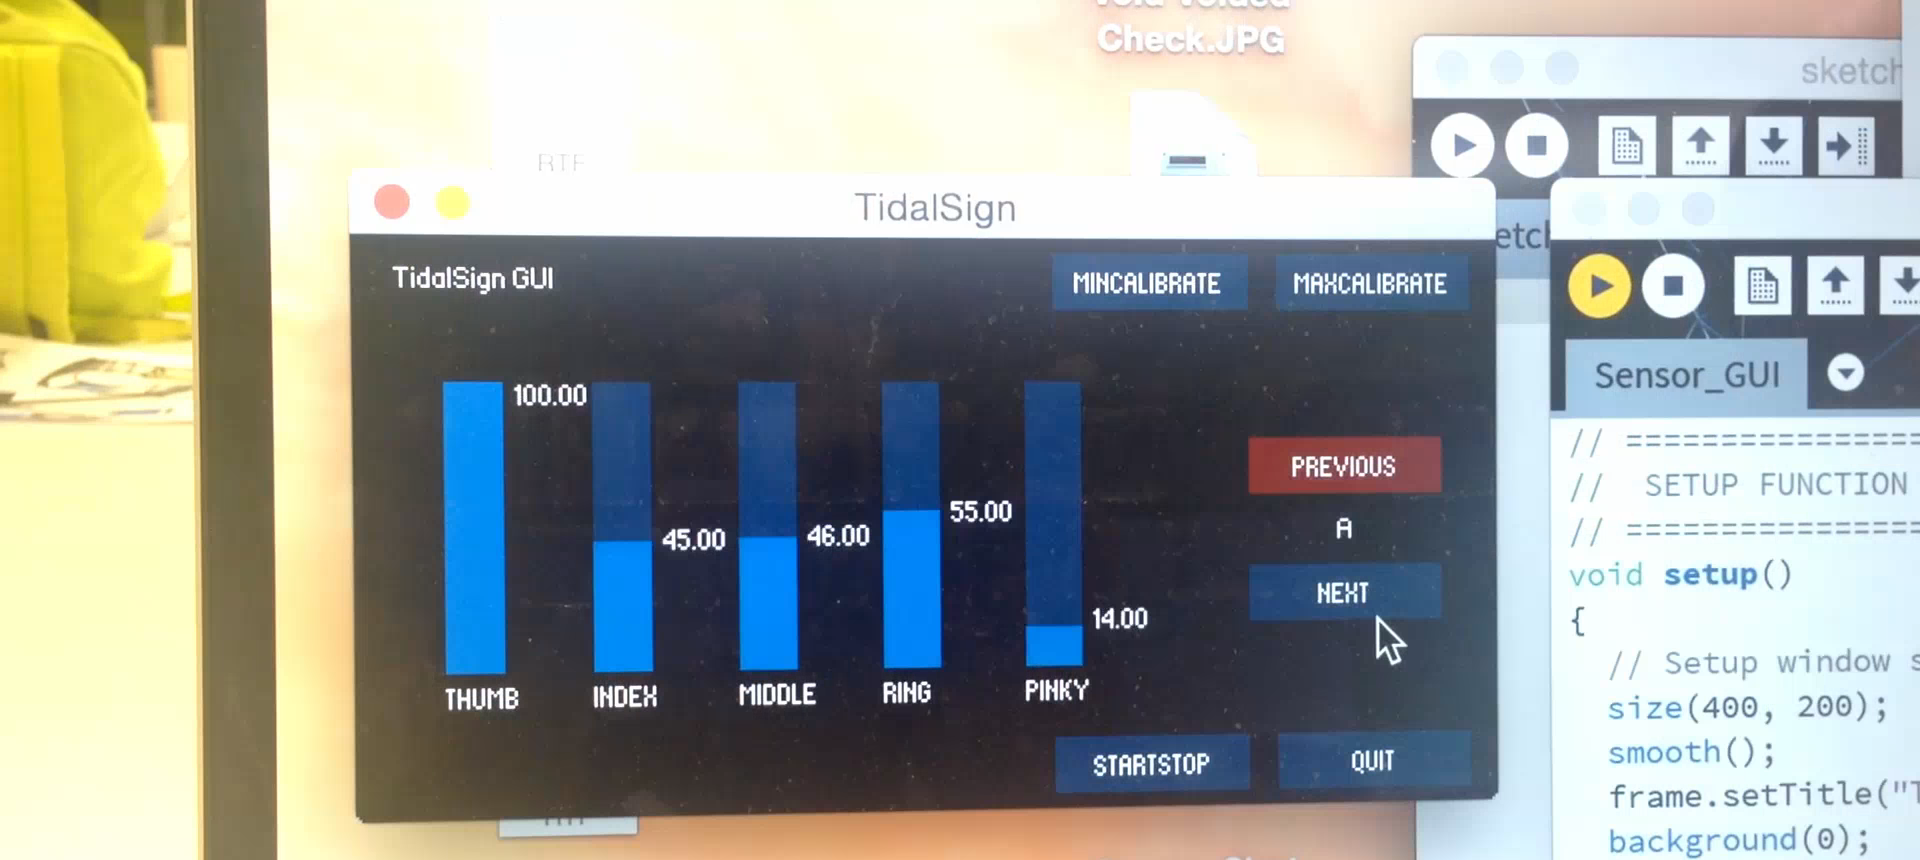 Check.JPG
sketch
RTF
TidalSign
TidalSign GUI
MINCALIBRATE
MAXCALIBRATE
100.00
45.00
46.00
55.00
14.00
THUMB
INDEX
MIDDLE
RING
PINKY
PREVIOUS
A
NEXT
STARTSTOP
QUIT
Sensor_GUI
// =================
// SETUP FUNCTION
// =================
void setup()
{
// Setup window s
size(400, 200);
smooth();
frame.setTitle("T
background(0);